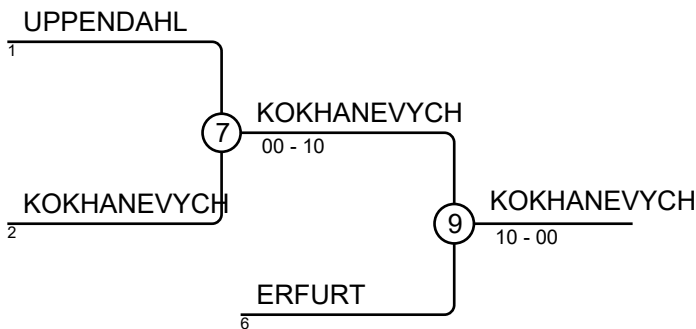 UPPENDAHL
1
7
KOKHANEVYCH
00 - 10
KOKHANEVYCH
2
9
KOKHANEVYCH
10 - 00
ERFURT
6